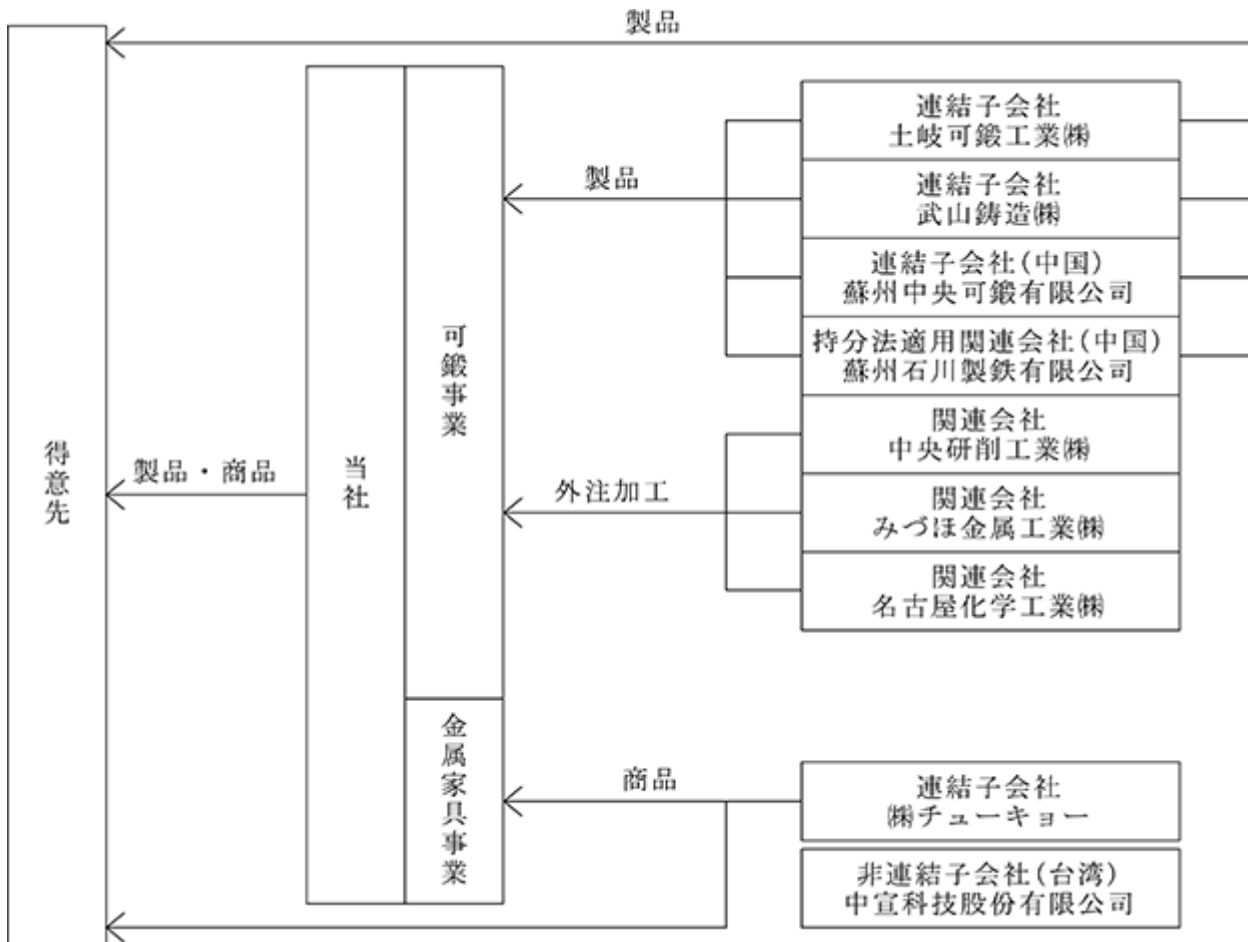 製品
連結子会社
土岐可鍛工業㈱
連結子会社
武山鋳造㈱
製品
連結子会社(中国)
蘇州中央可鍛有限公司
持分法適用関連会社(中国)
蘇州石川製鉄有限公司
可鍛事業
関連会社
中央研削工業㈱
得意先
製品・商品
当社
外注加工
関連会社
みづほ金属工業㈱
関連会社
名古屋化学工業㈱
金属家具事業
商品
連結子会社
㈱チューキョー
非連結子会社(台湾)
中宣科技股份有限公司